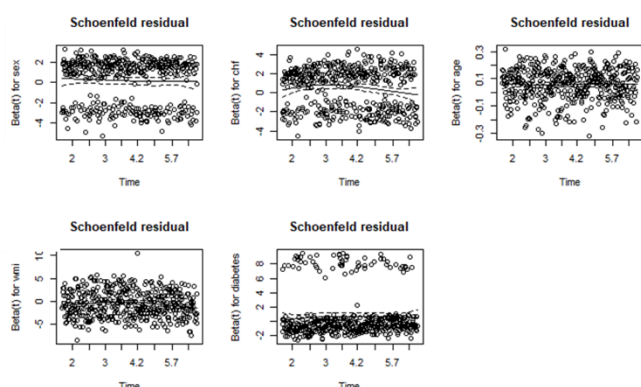 Schoenfeld residual
Schoenfeld residual
Schoenfeld residual
Beta(t) for sex
2
0
-2
-4
2
3
4.2
5.7
Time
Beta(t) for chf
4
2
0
-2
-4
2
3
4.2
5.7
Time
Beta(t) for age
0.3
0.1
-0.1
-0.3
2
3
4.2
5.7
Time
Schoenfeld residual
Schoenfeld residual
Beta(t) for wmi
10
5
0
-5
2
3
4.2
5.7
Time
Beta(t) for diabetes
8
6
4
2
-2
2
3
4.2
5.7
Time